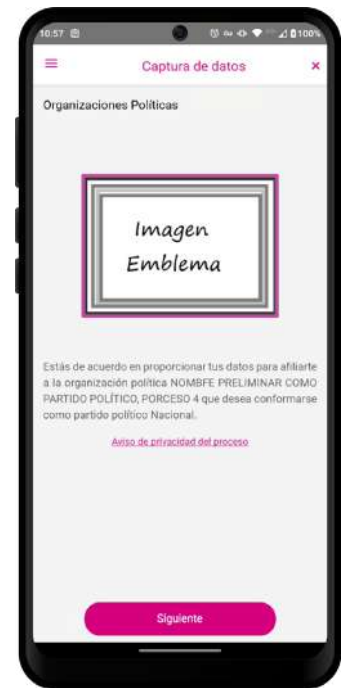 10:57
100%
Captura de datos
×
Organizaciones Políticas
Imagen
Emblema
Estás de acuerdo en proporcionar tus datos para afiliarte
a la organización política NOMBFE PRELIMINAR COMO
PARTIDO POLÍTICO, PORCESO 4 que desea conformarse
como partido político Nacional.
Aviso de privacidad del proceso
Siguiente